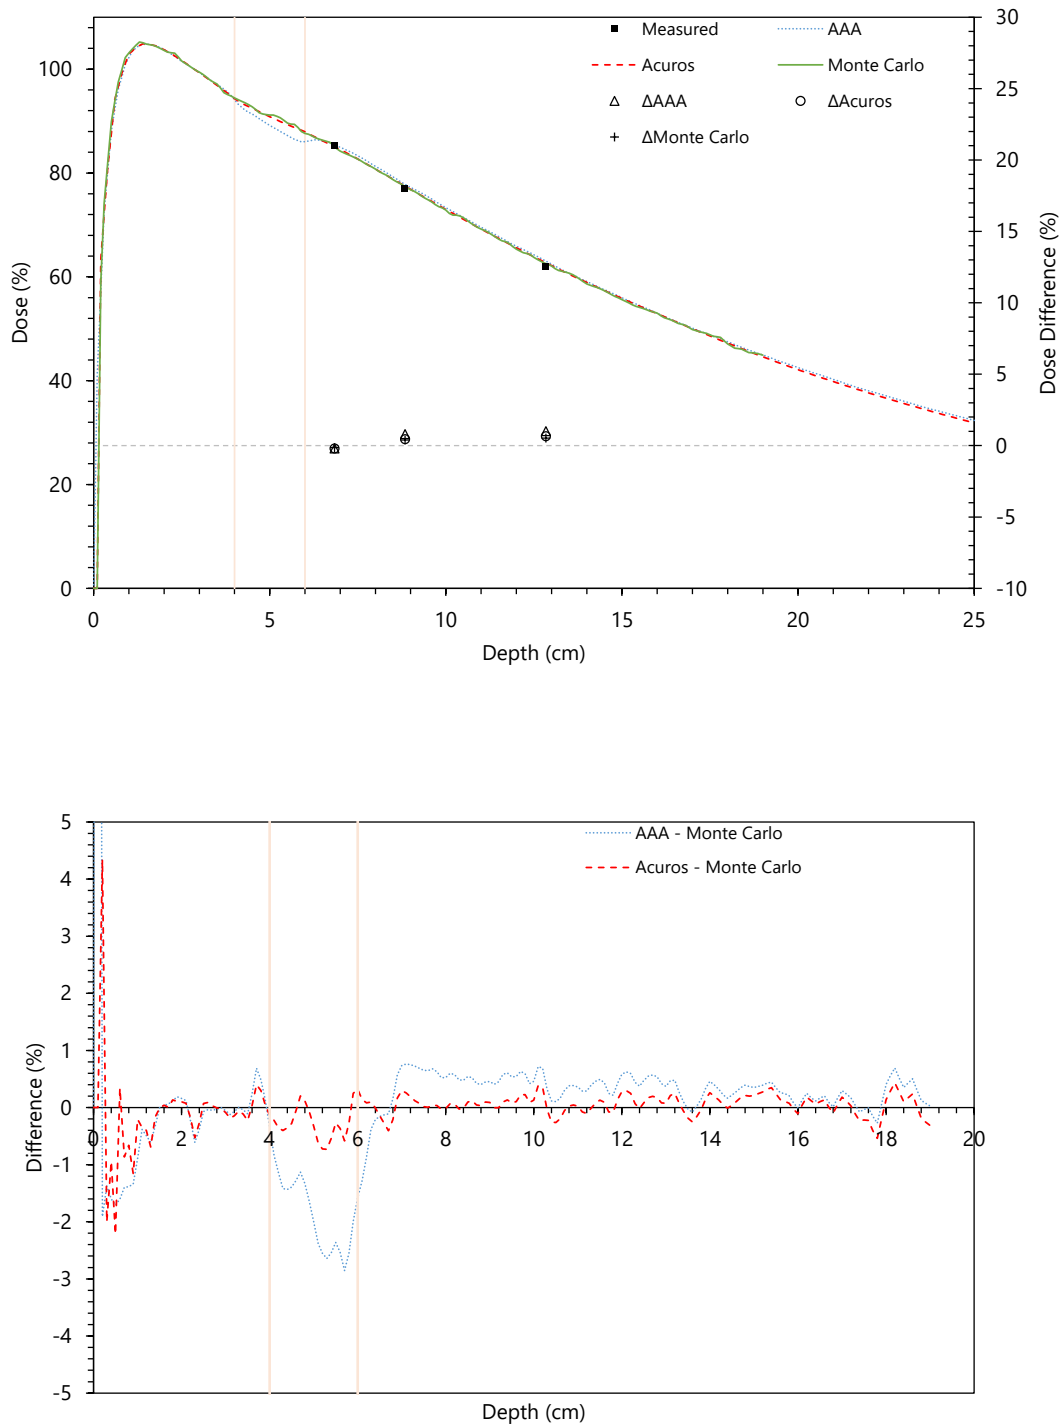 Measured
AAA
Acuros
Monte Carlo
ΔAAA
ΔAcuros
ΔMonte Carlo
100
80
60
40
20
0
Dose (%)
30
25
20
15
10
5
0
-5
-10
Dose Difference (%)
0 5 10 15 20 25
Depth (cm)
AAA - Monte Carlo
Acuros - Monte Carlo
5
4
3
2
1
0
-1
-2
-3
-4
-5
Difference (%)
0 2 4 6 8 10 12 14 16 18 20
Depth (cm)